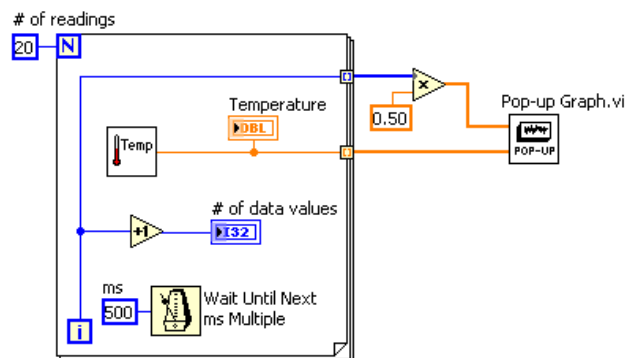 # of readings
20
N
Temperature
DBL
0.50
x
Pop-up Graph.vi
POP-UP
Temp
# of data values
+1
I32
ms
500
Wait Until Next
ms Multiple
i